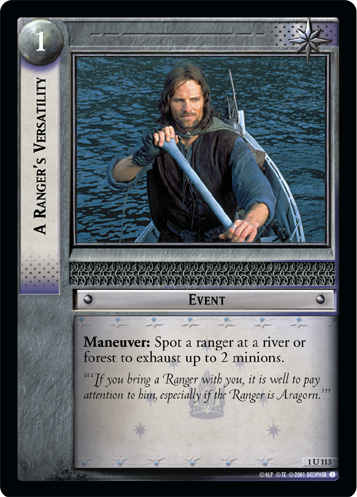 1
A Ranger's Versatility
Event
Maneuver: Spot a ranger at a river or
forest to exhaust up to 2 minions.
"'If you bring a Ranger with you, it is well to pay
attention to him, especially if the Ranger is Aragorn.'"
1 U 113
©NLP ©TE ©2001 DECIPHER